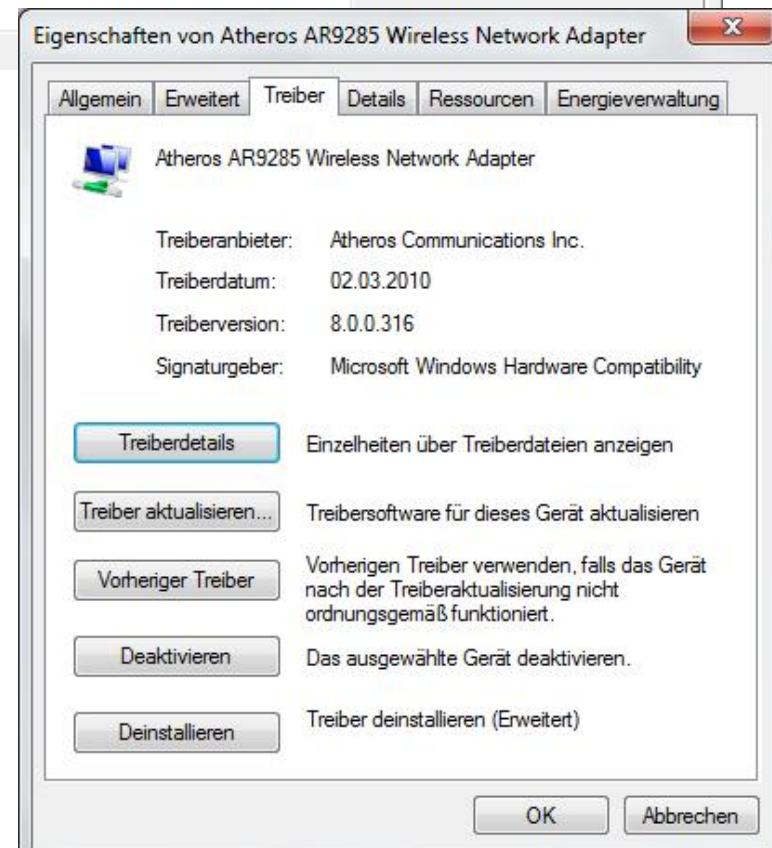 Eigenschaften von Atheros AR9285 Wireless Network Adapter
Allgemein Erweitert Treiber Details Ressourcen Energieverwaltung
Atheros AR9285 Wireless Network Adapter
Treiberanbieter: Atheros Communications Inc.
Treiberdatum: 02.03.2010
Treiberversion: 8.0.0.316
Signaturgeber: Microsoft Windows Hardware Compatibility
Treiberdetails Einzelheiten über Treiberdateien anzeigen
Treiber aktualisieren... Treibersoftware für dieses Gerät aktualisieren
Vorheriger Treiber
Vorherigen Treiber verwenden, falls das Gerät
nach der Treiberaktualisierung nicht
ordnungsgemäß funktioniert.
Deaktivieren Das ausgewählte Gerät deaktivieren.
Deinstallieren Treiber deinstallieren (Erweitert)
OK Abbrechen